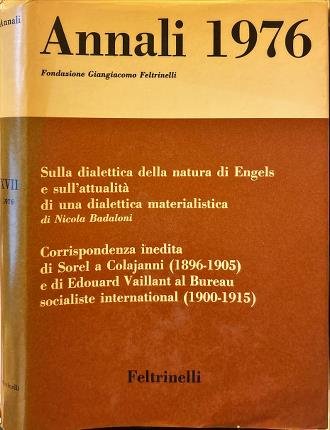 Annali
XVII
1976
Annali 1976
Fondazione Giangiacomo Feltrinelli
Sulla dialettica della natura di Engels
e sull'attualità
di una dialettica materialistica
di Nicola Badaloni
Corrispondenza inedita
di Sorel a Colajanni (1896-1905)
e di Edouard Vaillant al Bureau
socialiste international (1900-1915)
Feltrinelli
Feltrinelli